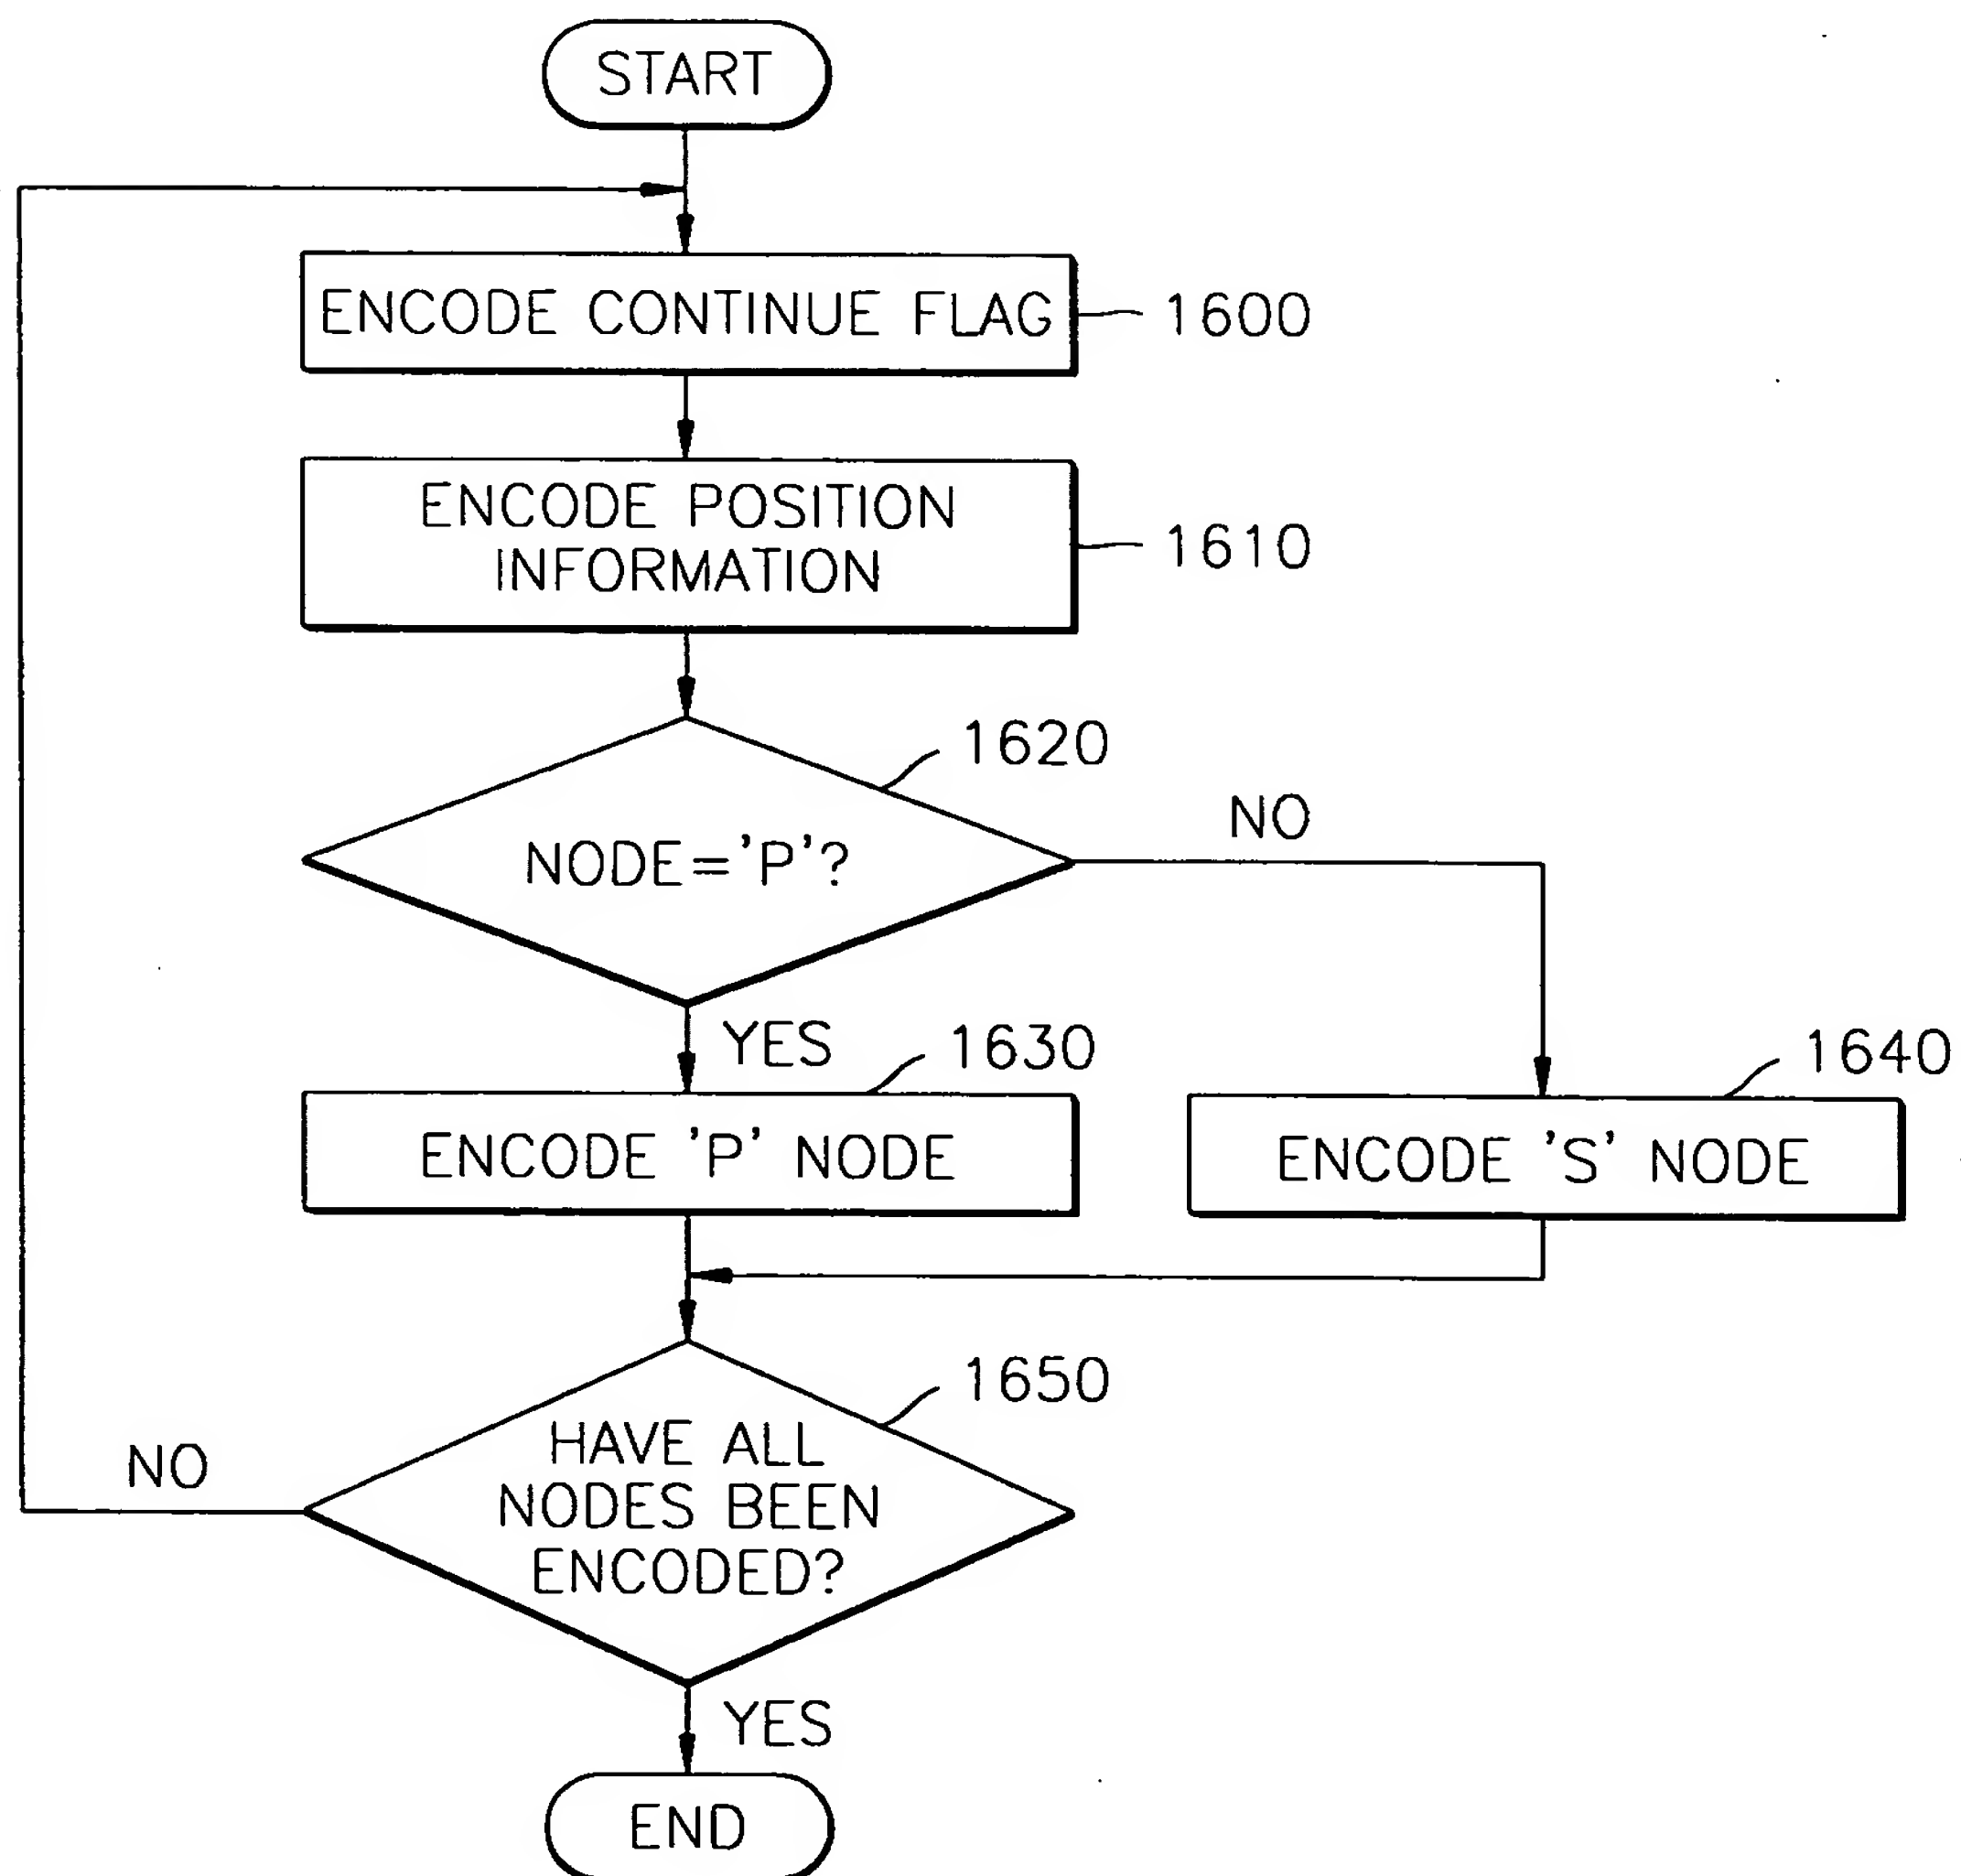 START
ENCODE CONTINUE FLAG
1600
ENCODE POSITION
INFORMATION
1610
1620
NODE='P'?
NO
YES
1630
ENCODE 'P' NODE
1640
ENCODE 'S' NODE
1650
HAVE ALL
NODES BEEN
ENCODED?
NO
YES
END